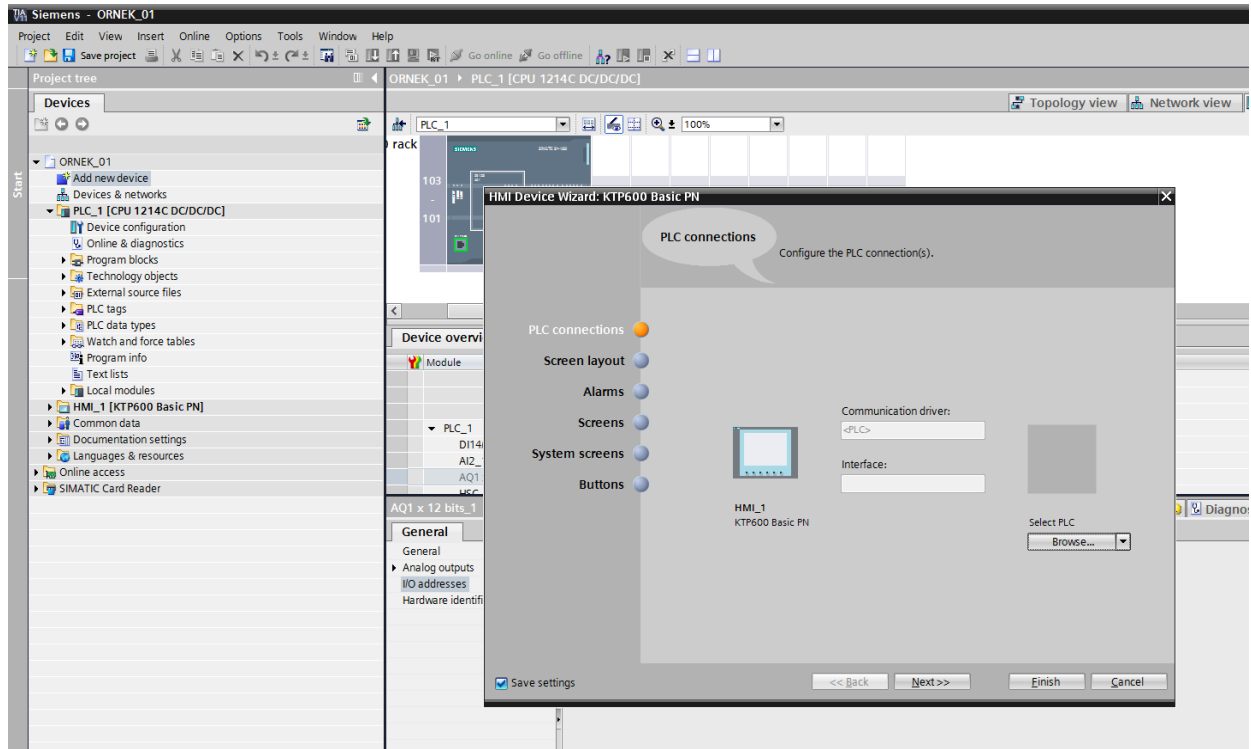 Siemens - ORNEK_01
Project Edit View Insert Online Options Tools Window Help
Save project Go online Go offline
Project tree
ORNEK_01 PLC_1 [CPU 1214C DC/DC/DC]
Devices
Topology view Network view
PLC_1 100%
rack
103
101
Start
ORNEK_01
Add new device
Devices & networks
PLC_1 [CPU 1214C DC/DC/DC]
Device configuration
Online & diagnostics
Program blocks
Technology objects
External source files
PLC tags
PLC data types
Watch and force tables
Program info
Text lists
Local modules
HMI_1 [KTP600 Basic PN]
Common data
Documentation settings
Languages & resources
Online access
SIMATIC Card Reader
Device overvi
Module
PLC_1
DI14/
AI2_
AQ1
HSC
AQ1 x 12 bits_1
Diagnos
General
General
Analog outputs
I/O addresses
Hardware identifi
HMI Device Wizard: KTP600 Basic PN
PLC connections
Configure the PLC connection(s).
PLC connections
Screen layout
Alarms
Screens
System screens
Buttons
Communication driver:
<PLC>
Interface:
HMI_1
KTP600 Basic PN
Select PLC
Browse...
Save settings
<< Back Next >> Finish Cancel